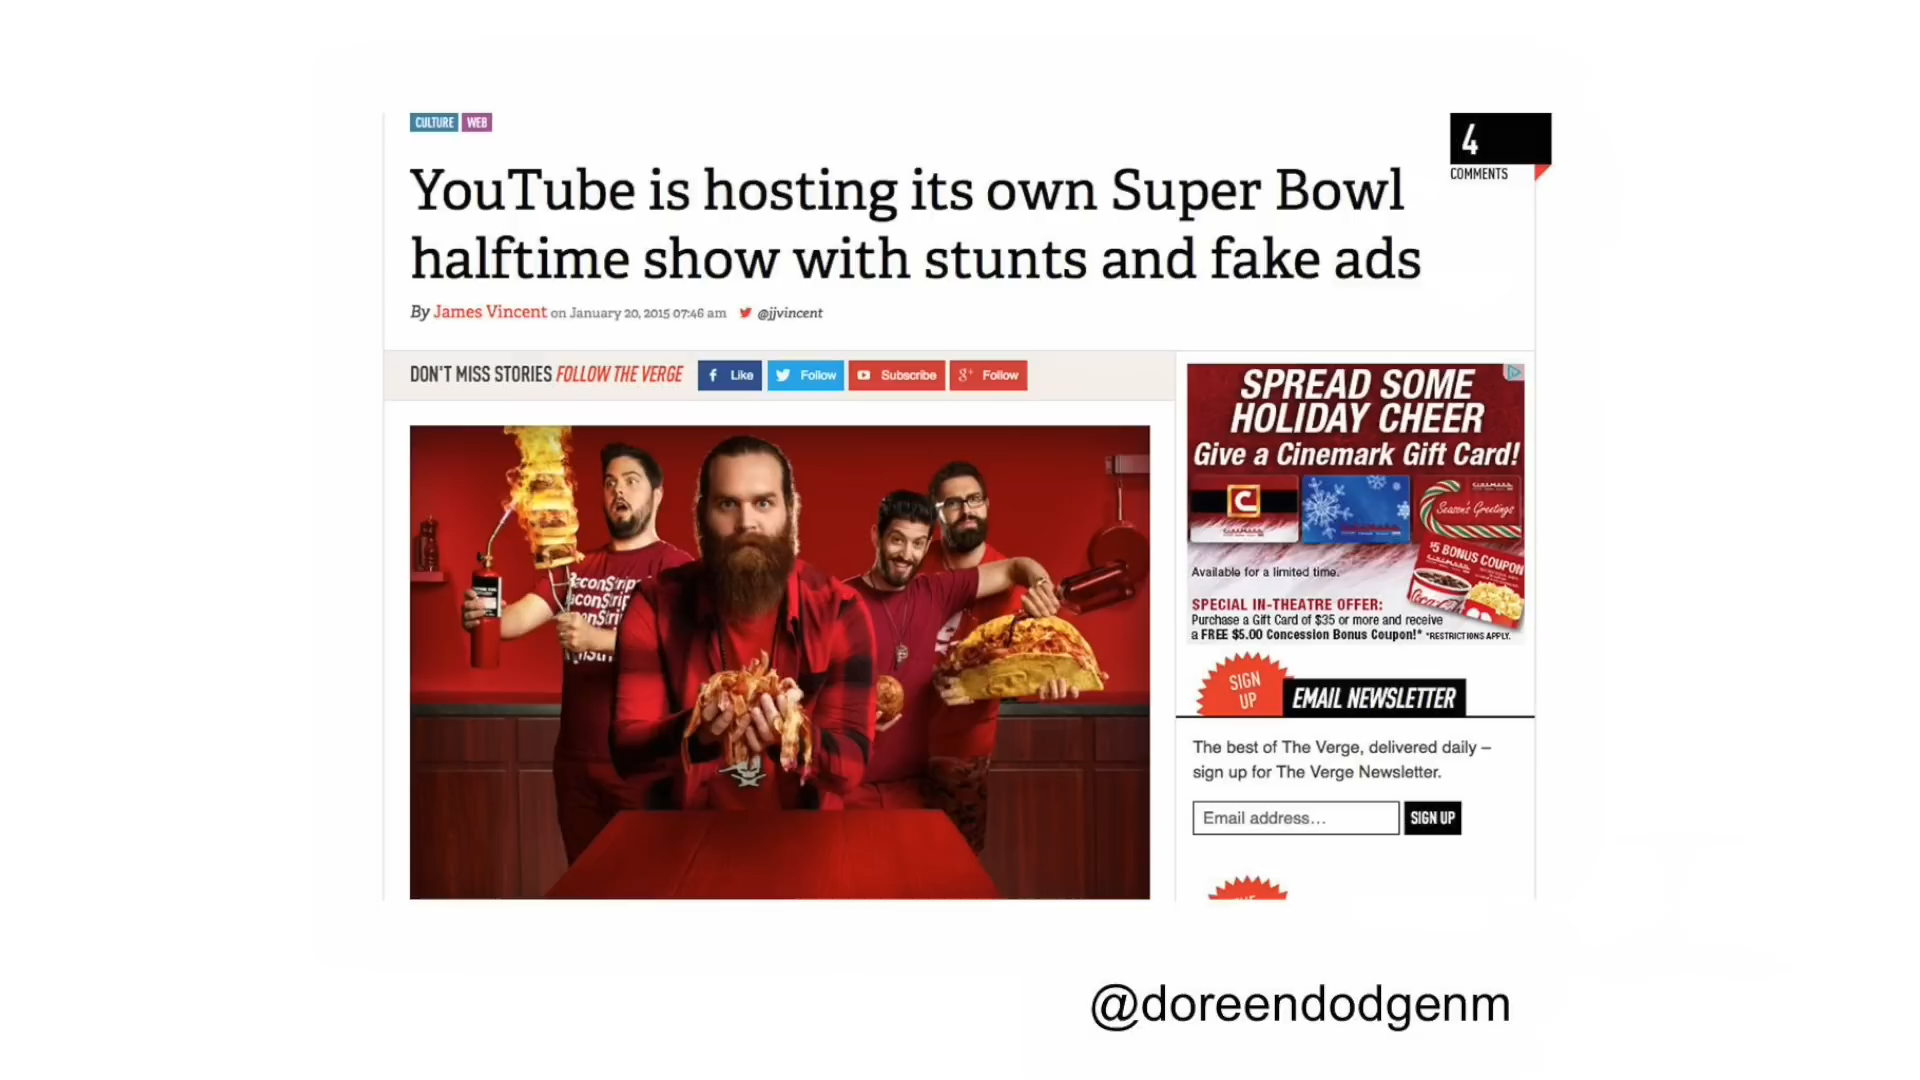 CULTURE WEB
4
COMMENTS
YouTube is hosting its own Super Bowl
halftime show with stunts and fake ads
By James Vincent on January 20, 2015 07:46 am @jjvincent
DON'T MISS STORIES FOLLOW THE VERGE
f Like
Follow
Subscribe
g+ Follow
SPREAD SOME
HOLIDAY CHEER
Give a Cinemark Gift Card!
C
Season's Greetings
$5 BONUS COUPON
Coca-Cola
Available for a limited time.
SPECIAL IN-THEATRE OFFER:
Purchase a Gift Card of $35 or more and receive
a FREE $5.00 Concession Bonus Coupon!* *RESTRICTIONS APPLY.
SIGN
UP
EMAIL NEWSLETTER
The best of The Verge, delivered daily –
sign up for The Verge Newsletter.
Email address...
SIGN UP
@doreendodgenm